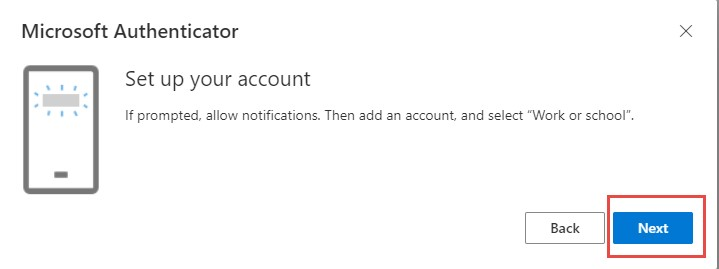 Microsoft Authenticator
Set up your account
If prompted, allow notifications. Then add an account, and select “Work or school”.
Back
Next